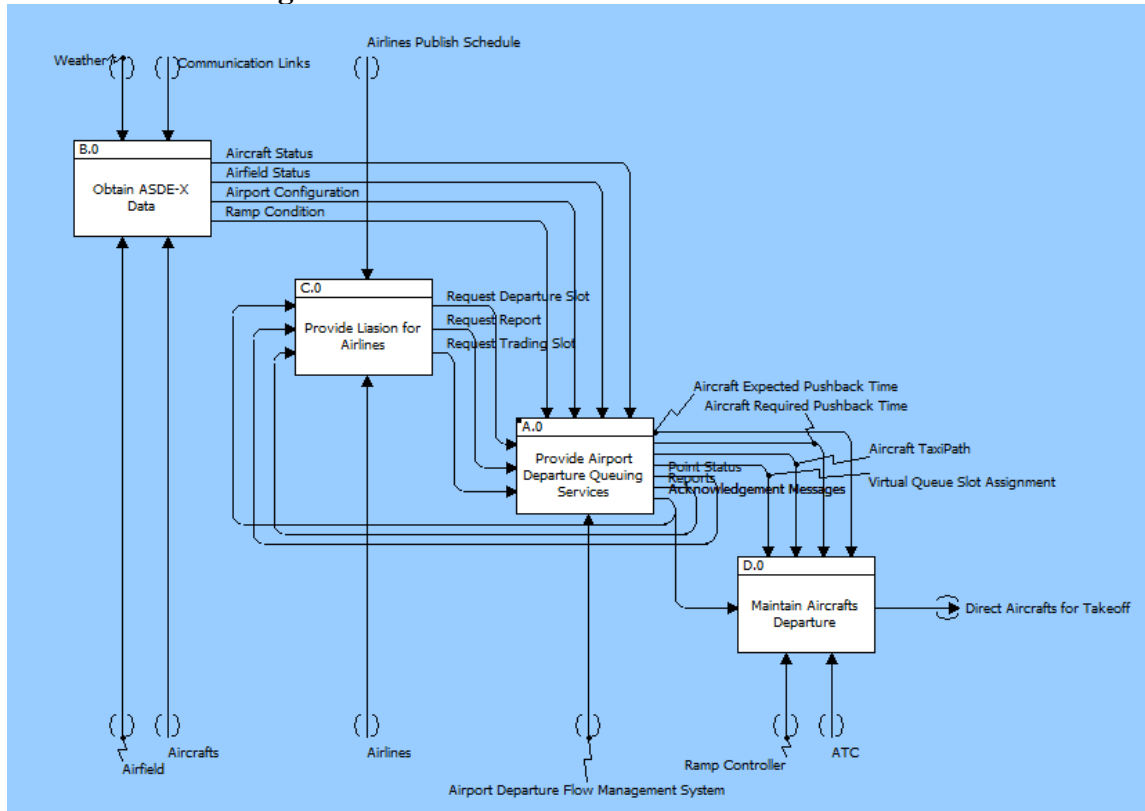 Airlines Publish Schedule
Weather
Communication Links
B.0
Obtain ASDE-X
Data
Aircraft Status
Airfield Status
Airport Configuration
Ramp Condition
C.0
Provide Liasion for
Airlines
Request Departure Slot
Request Report
Request Trading Slot
Aircraft Expected Pushback Time
Aircraft Required Pushback Time
A.0
Provide Airport
Departure Queuing
Services
Aircraft TaxiPath
Point Status
Reports
Acknowledgement Messages
Virtual Queue Slot Assignment
D.0
Maintain Aircrafts
Departure
Direct Aircrafts for Takeoff
Aircrafts
Airfield
Airlines
Ramp Controller
ATC
Airport Departure Flow Management System